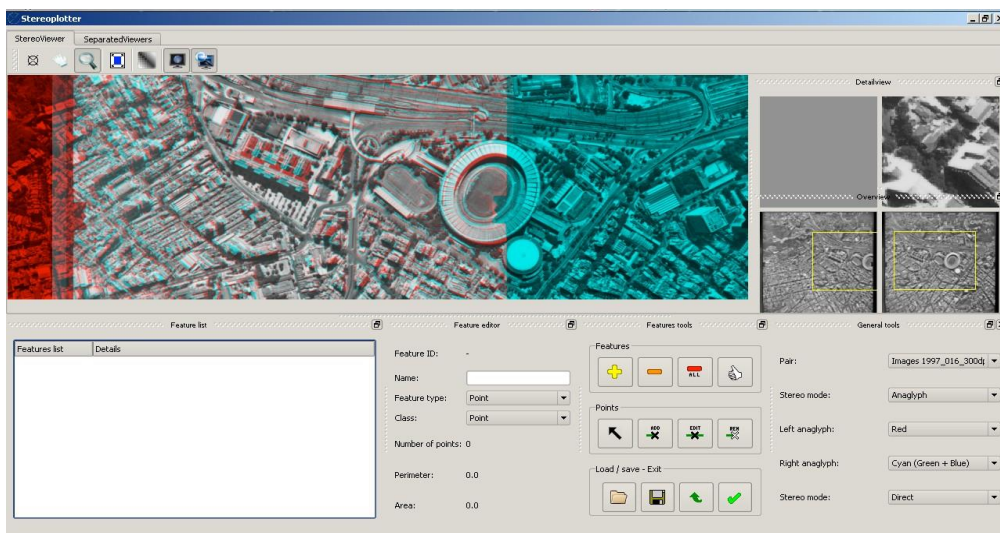 Stereoplotter
StereoViewer SeparatedViewers
Detailview
Overview
Feature list
Feature editor
Features tools
General tools
Features list Details
Feature ID: -
Name:
Feature type: Point
Class: Point
Number of points: 0
Perimeter: 0.0
Area: 0.0
Features
ALL
Points
ADD EDIT REM
Load / save - Exit
Pair: Images 1997_016_300dp
Stereo mode: Anaglyph
Left anaglyph: Red
Right anaglyph: Cyan (Green + Blue)
Stereo mode: Direct